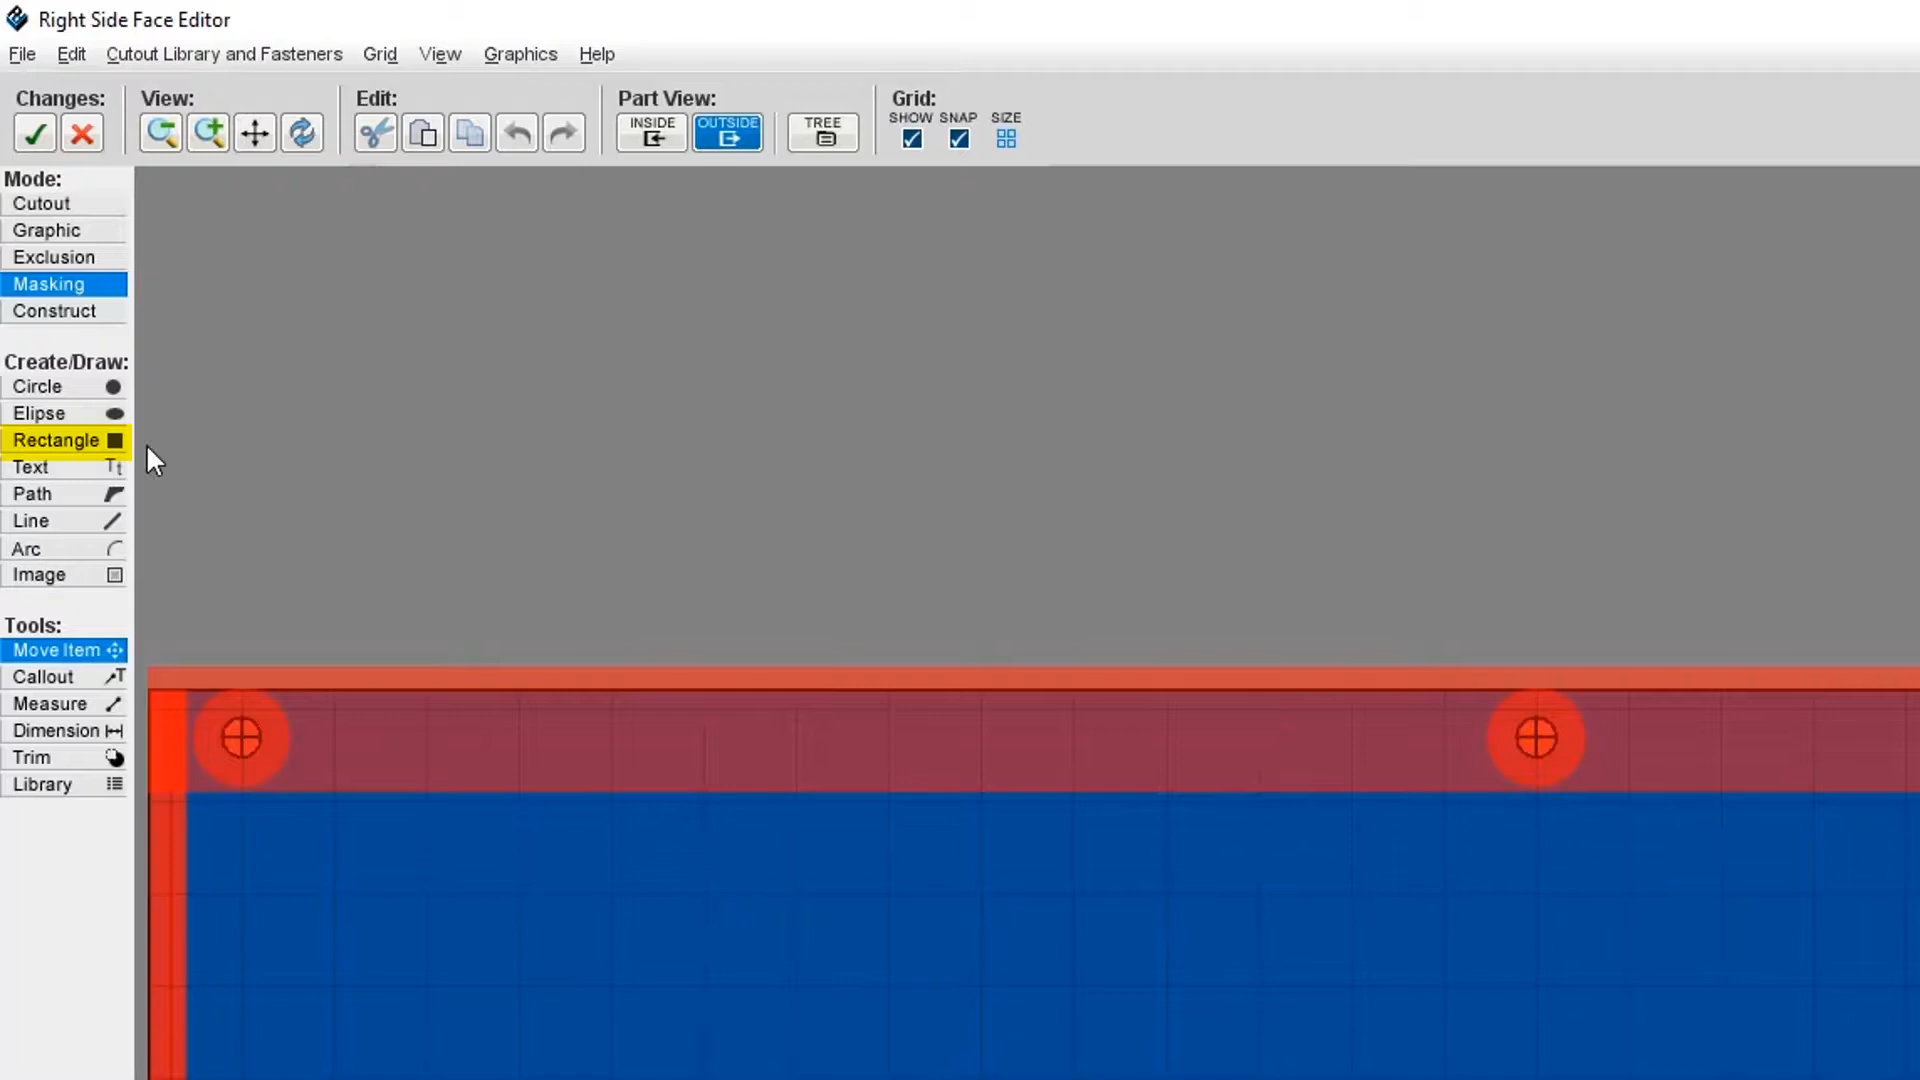 Right Side Face Editor
File Edit Cutout Library and Fasteners Grid View Graphics Help
Changes: View: Edit: Part View: Grid:
INSIDE OUTSIDE TREE SHOW SNAP SIZE
Mode:
Cutout
Graphic
Exclusion
Masking
Construct
Create/Draw:
Circle
Elipse
Rectangle
Text Tt
Path
Line
Arc
Image
Tools:
Move Item
Callout T
Measure
Dimension
Trim
Library